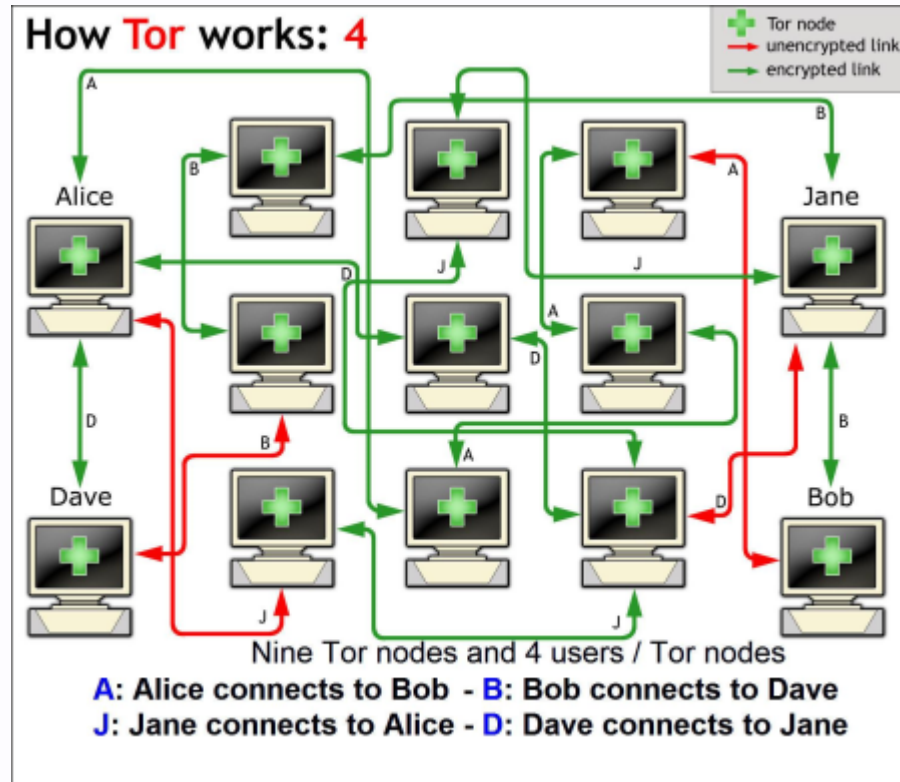 How Tor works: 4
Tor node
unencrypted link
encrypted link
A
B
B
A
Alice
Jane
J
D
J
A
D
D
B
B
A
Dave
D
Bob
J
J
Nine Tor nodes and 4 users / Tor nodes
A: Alice connects to Bob - B: Bob connects to Dave
J: Jane connects to Alice - D: Dave connects to Jane